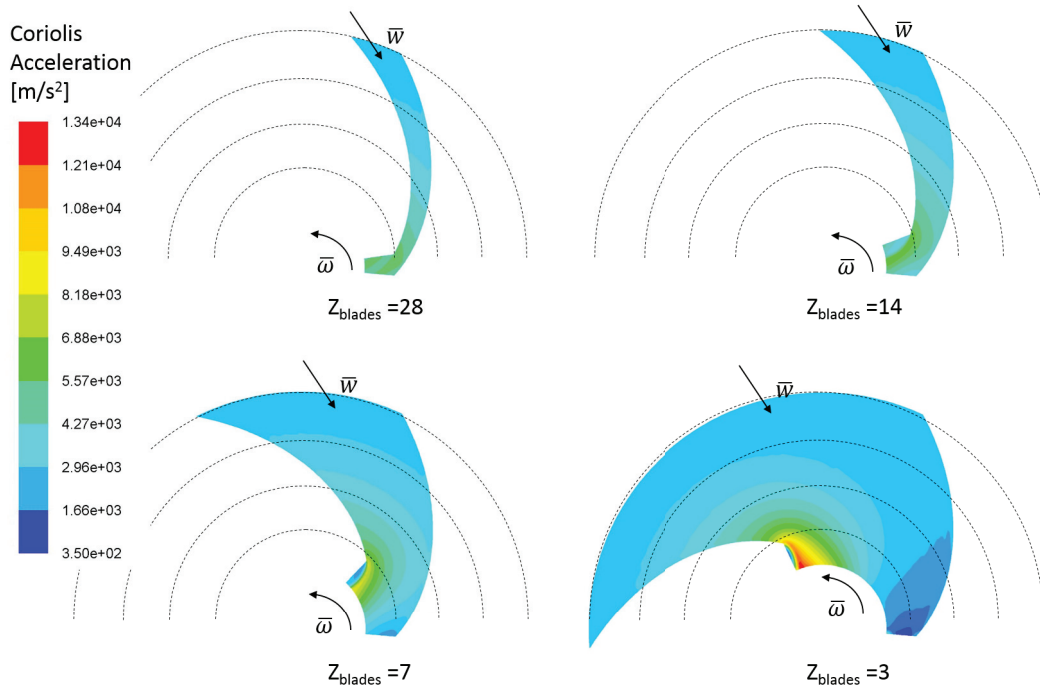 Coriolis
Acceleration
[m/s²]
1.34e+04
1.21e+04
1.08e+04
9.49e+03
8.18e+03
6.88e+03
5.57e+03
4.27e+03
2.96e+03
1.66e+03
3.50e+02
w̅
ω̅
Z_blades =28
w̅
ω̅
Z_blades =14
w̅
ω̅
Z_blades =7
w̅
ω̅
Z_blades =3